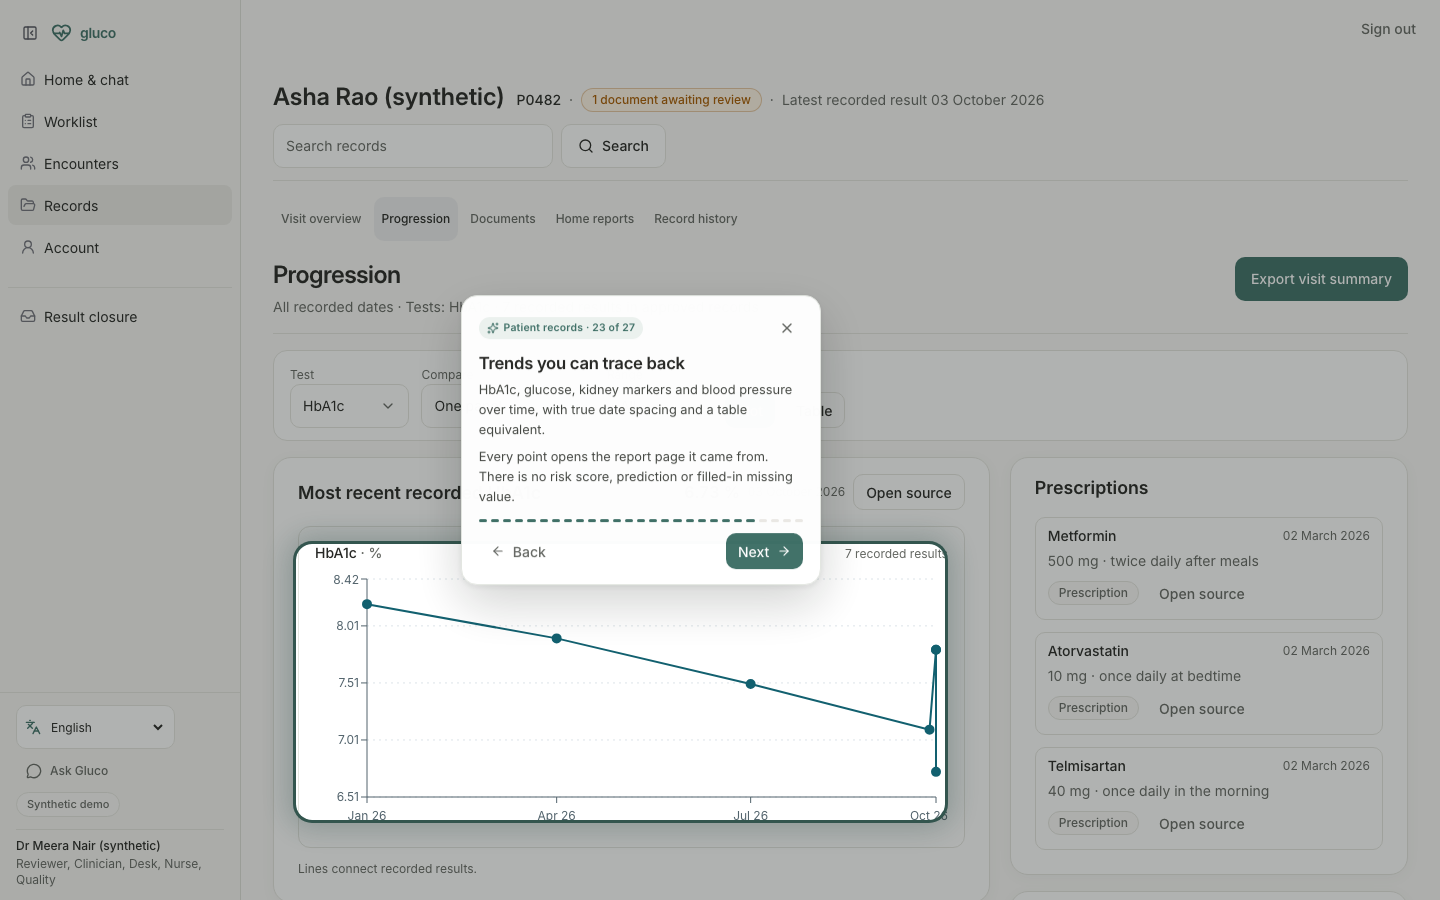 gluco
Sign out
Home & chat
Worklist
Encounters
Records
Account
Result closure
English
Ask Gluco
Synthetic demo
Dr Meera Nair (synthetic)
Reviewer, Clinician, Desk, Nurse,
Quality
Asha Rao (synthetic) P0482 · 1 document awaiting review · Latest recorded result 03 October 2026
Search records
Search
Visit overview Progression Documents Home reports Record history
Progression
All recorded dates · Tests:
Export visit summary
Test
HbA1c
One
Patient records · 23 of 27
Trends you can trace back
HbA1c, glucose, kidney markers and blood pressure
over time, with true date spacing and a table
equivalent.
Every point opens the report page it came from.
There is no risk score, prediction or filled-in missing
value.
Back
Next
Most recent
Open source
HbA1c · %
7 recorded results
8.42
8.01
7.51
7.01
6.51
Jan 26 Apr 26 Jul 26 Oct 26
Lines connect recorded results.
Prescriptions
Metformin 02 March 2026
500 mg · twice daily after meals
Prescription Open source
Atorvastatin 02 March 2026
10 mg · once daily at bedtime
Prescription Open source
Telmisartan 02 March 2026
40 mg · once daily in the morning
Prescription Open source